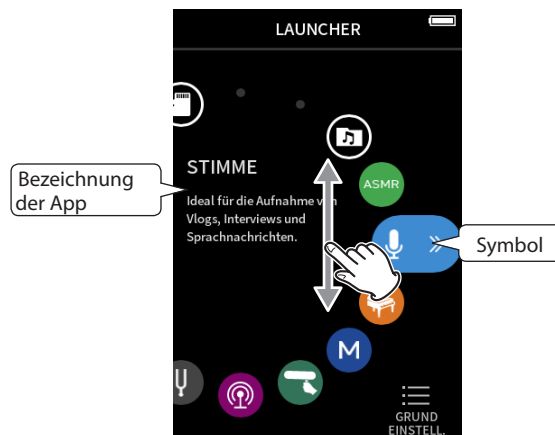 LAUNCHER
STIMME
Ideal für die Aufnahme von
Vlogs, Interviews und
Sprachnachrichten.
Bezeichnung
der App
ASMR
Symbol
M
GRUND
EINSTELL.